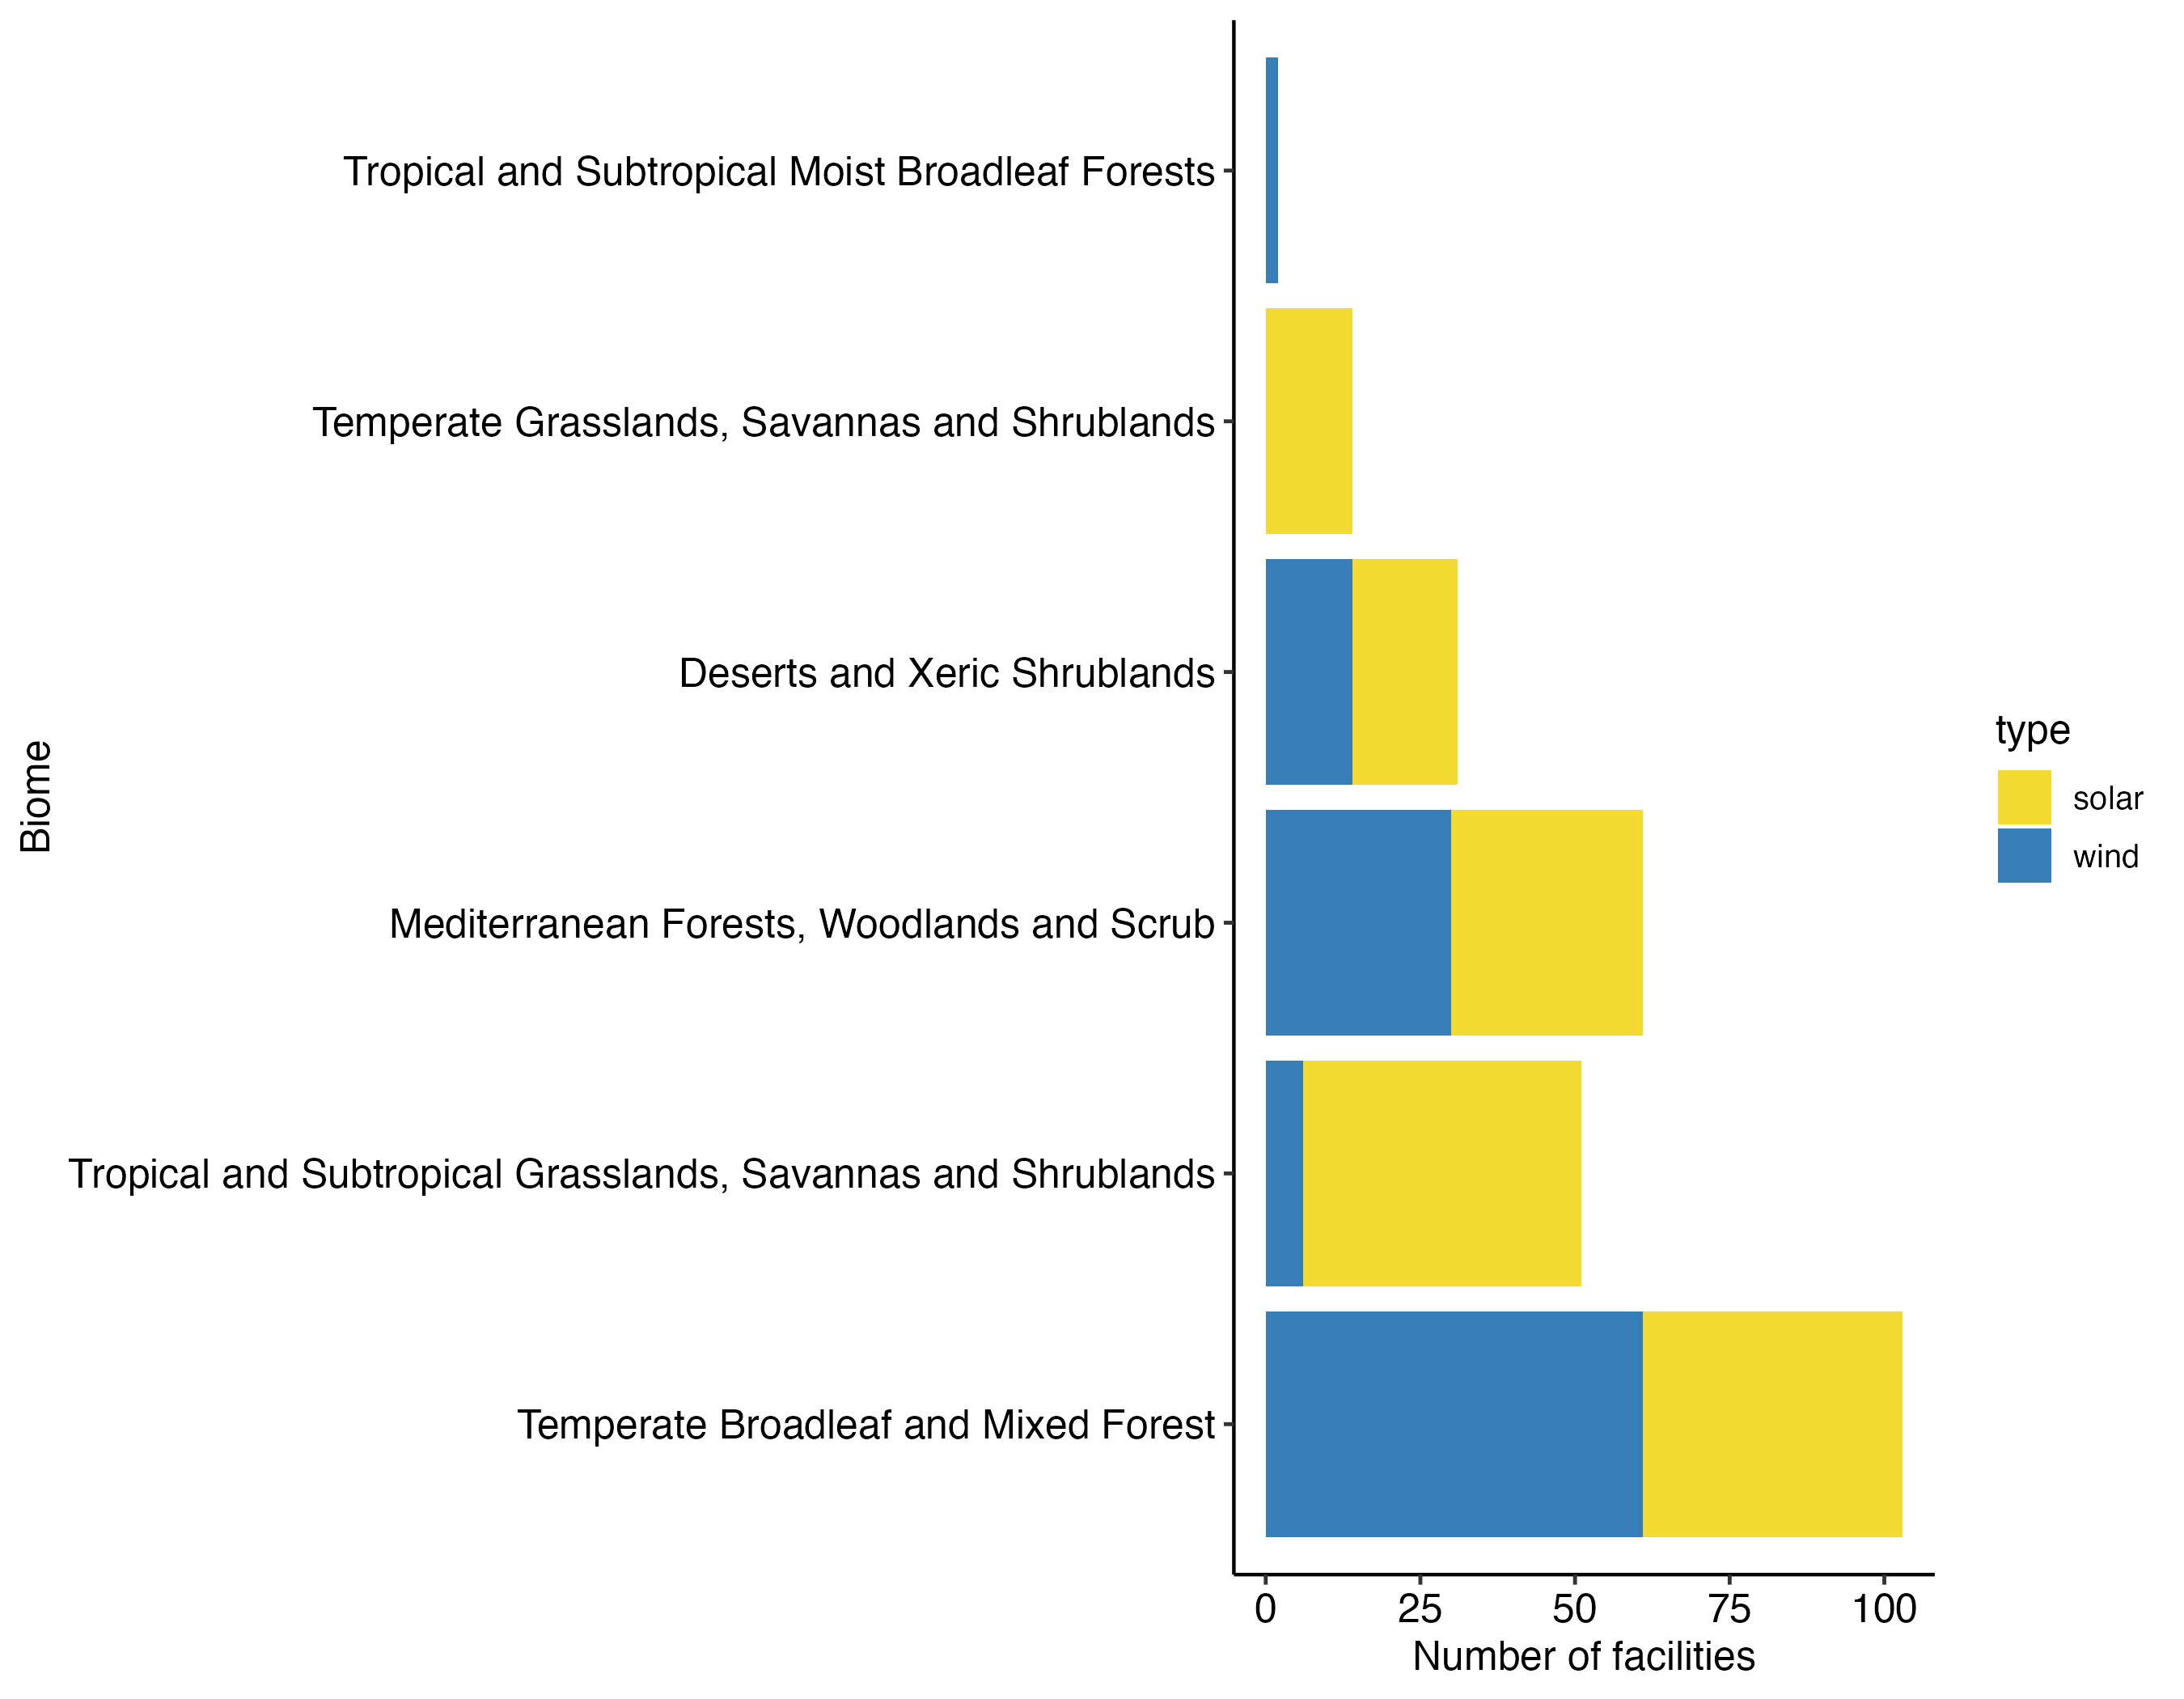 Biome
Tropical and Subtropical Moist Broadleaf Forests
Temperate Grasslands, Savannas and Shrublands
Deserts and Xeric Shrublands
Mediterranean Forests, Woodlands and Scrub
Tropical and Subtropical Grasslands, Savannas and Shrublands
Temperate Broadleaf and Mixed Forest
0 25 50 75 100
Number of facilities
type
solar
wind